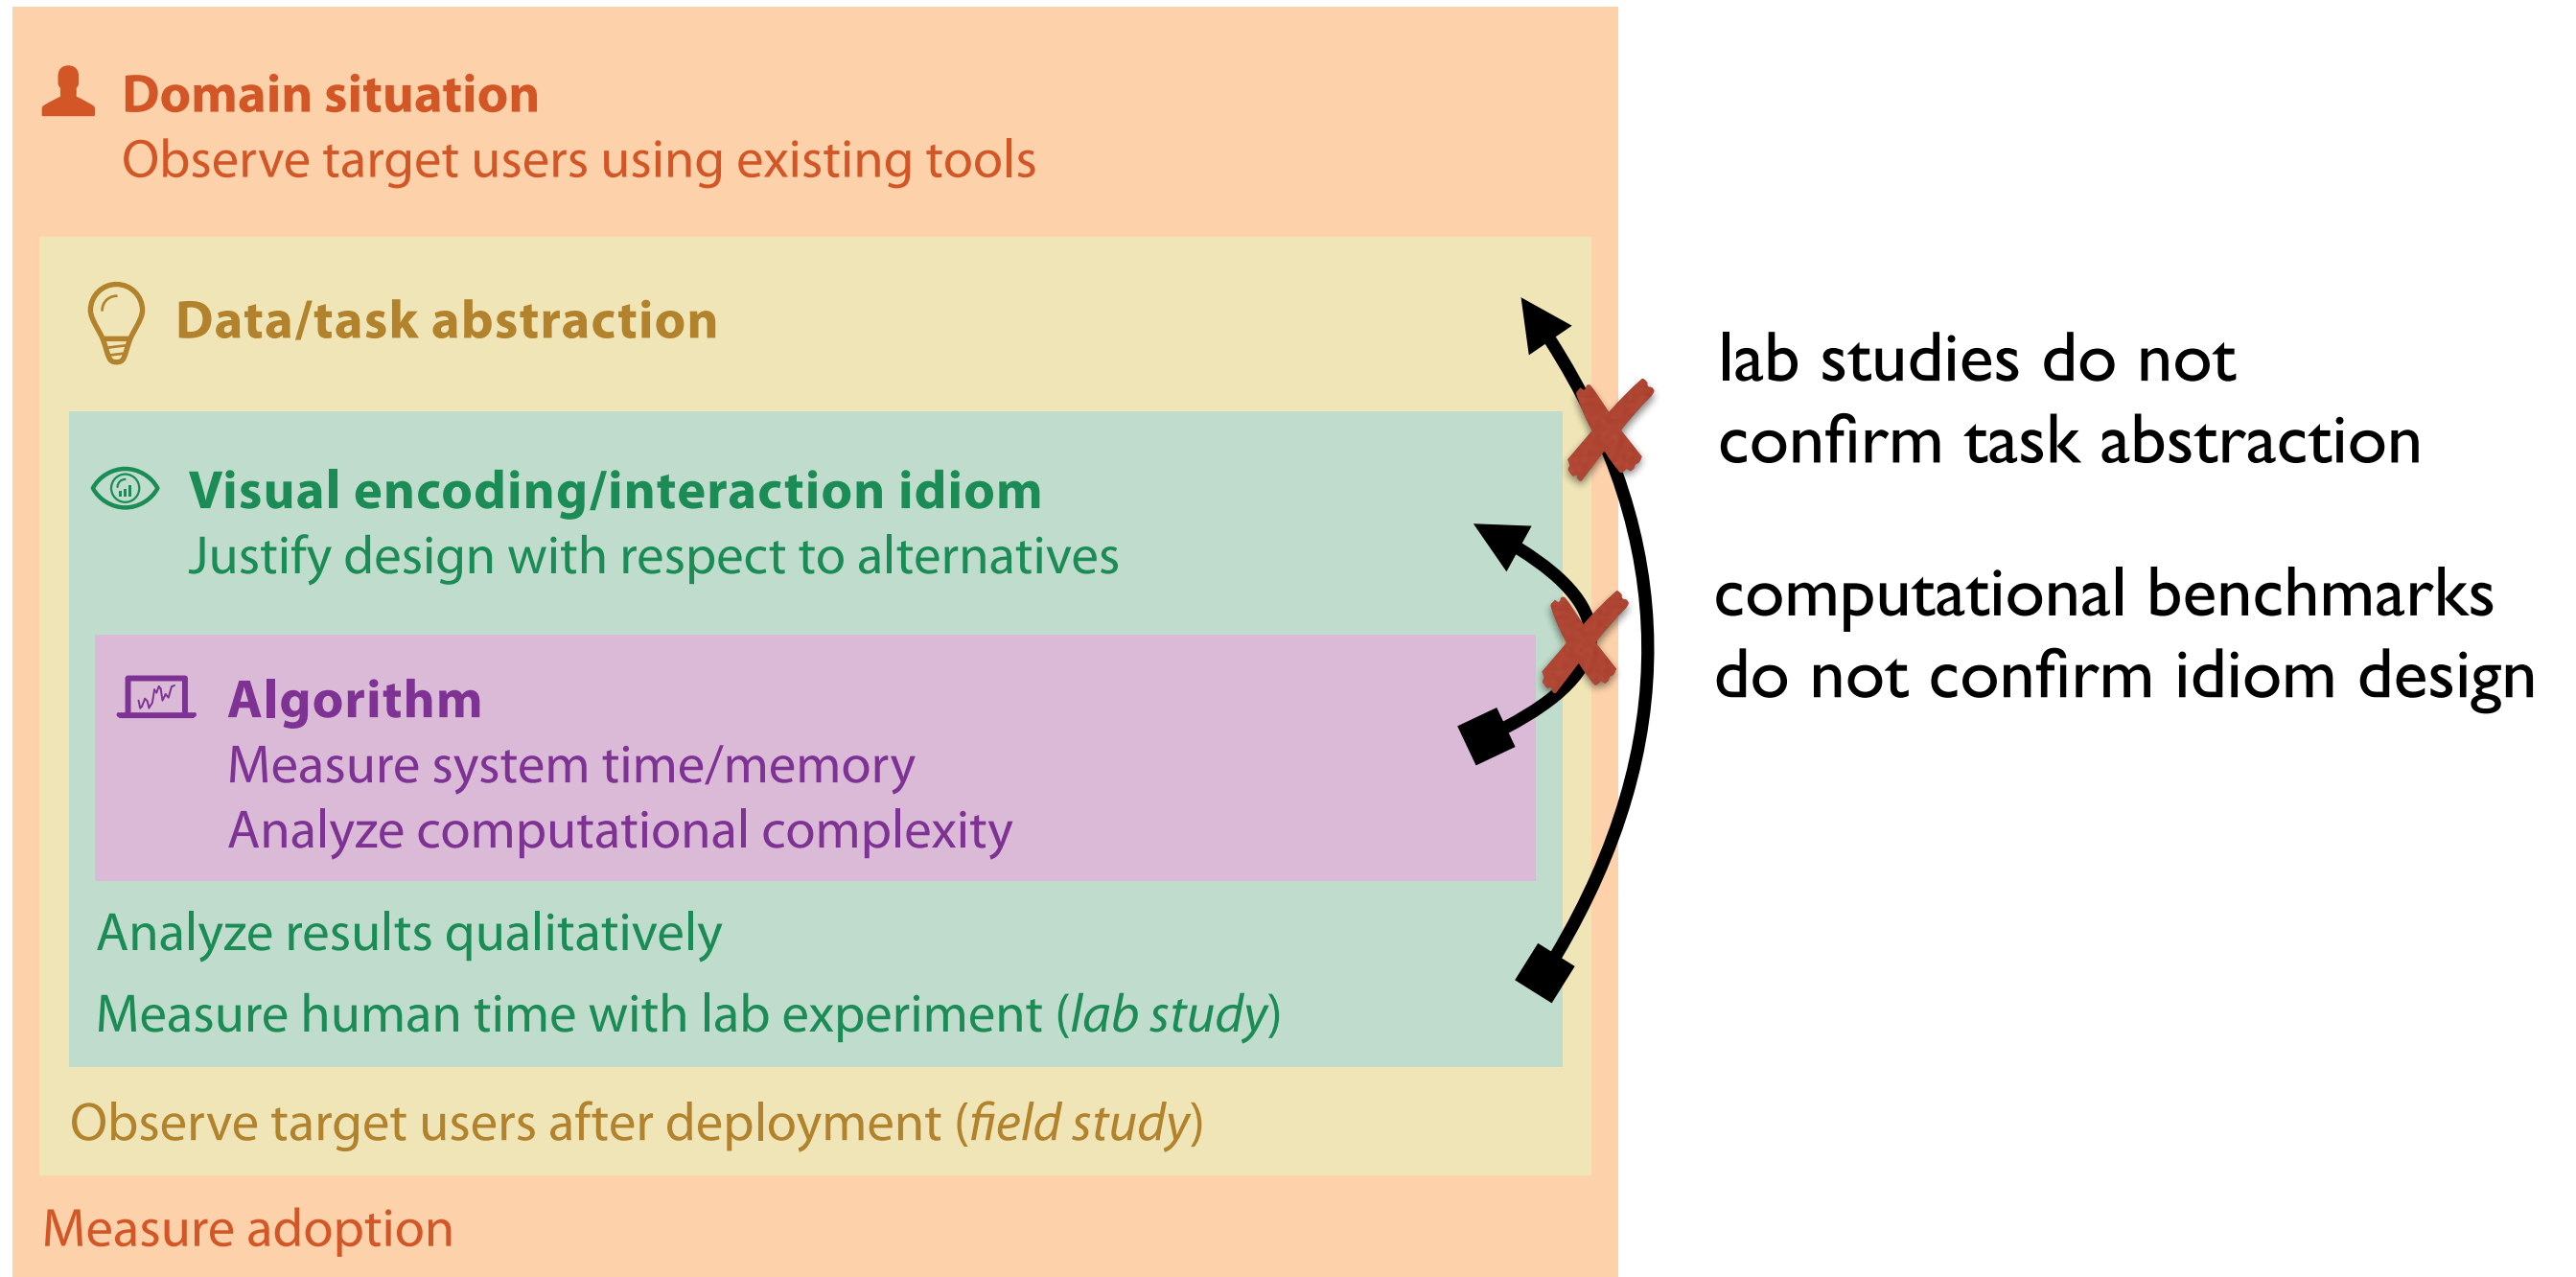 Domain situation
Observe target users using existing tools
Data/task abstraction
Visual encoding/interaction idiom
Justify design with respect to alternatives
Algorithm
Measure system time/memory
Analyze computational complexity
Analyze results qualitatively
Measure human time with lab experiment (lab study)
Observe target users after deployment (field study)
Measure adoption
lab studies do not
confirm task abstraction
computational benchmarks
do not confirm idiom design